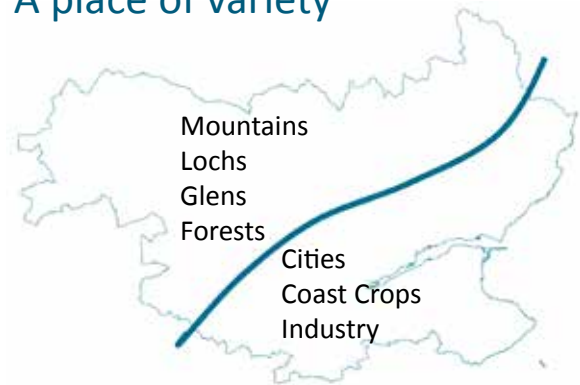 A place of variety
Mountains
Lochs
Glens
Forests
Cities
Coast Crops
Industry